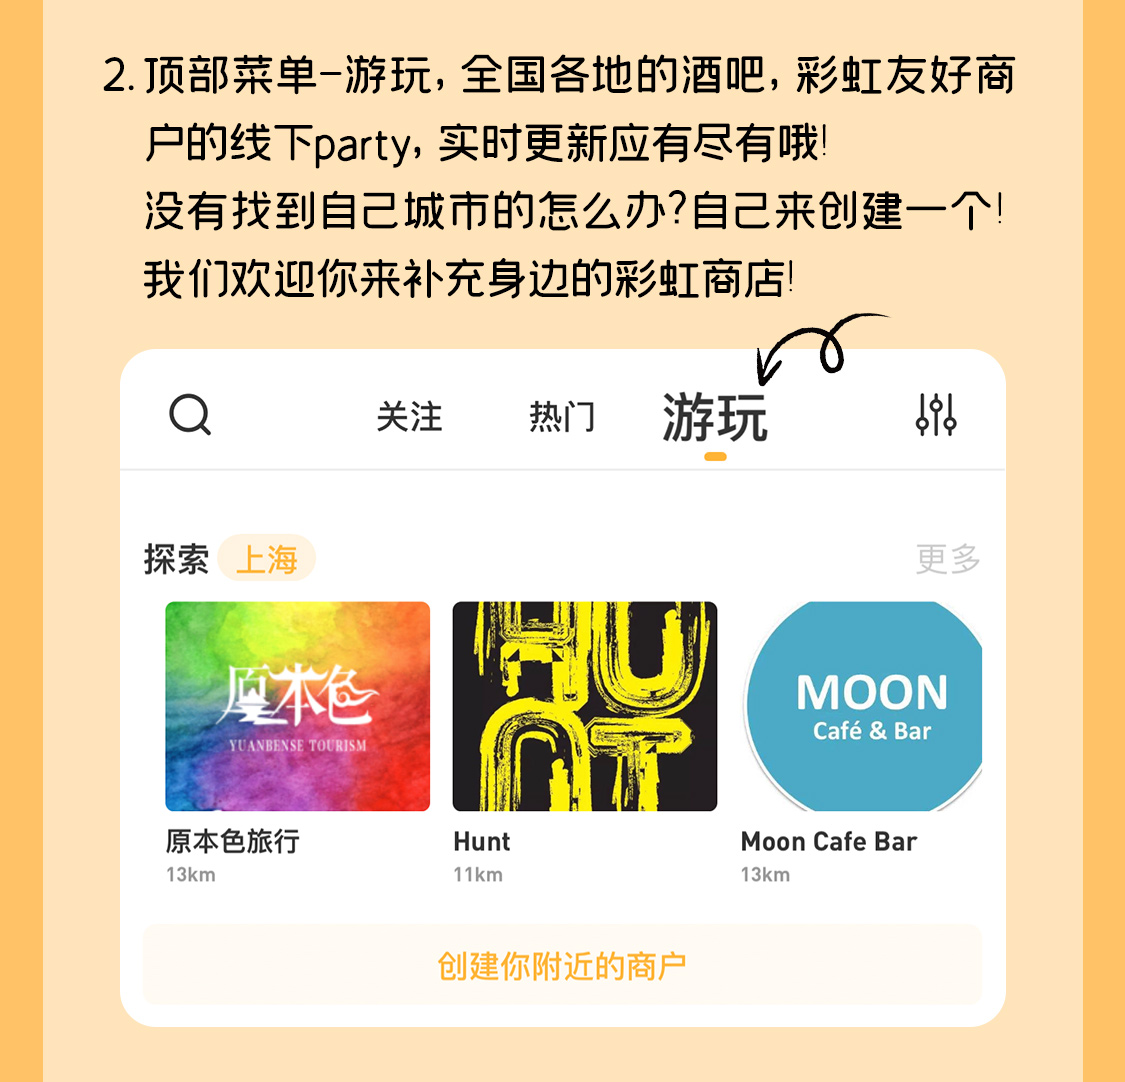 2. 顶部菜单-游玩, 全国各地的酒吧, 彩虹友好商
户的线下party, 实时更新应有尽有哦!
没有找到自己城市的怎么办?自己来创建一个!
我们欢迎你来补充身边的彩虹商店!
关注 热门 游玩
探索 上海 更多
原本色
YUANBENSE TOURISM
HU
NT
MOON
Café & Bar
原本色旅行 Hunt Moon Cafe Bar
13km 11km 13km
创建你附近的商户